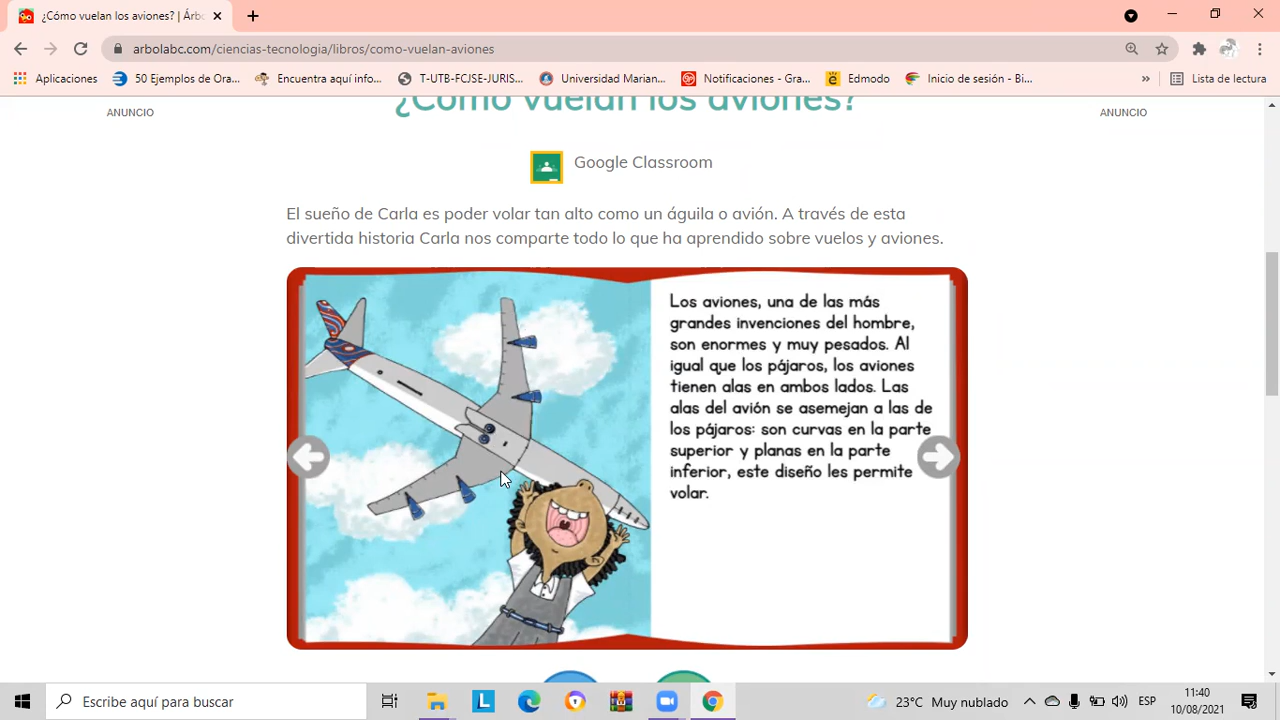 ¿Cómo vuelan los aviones? | Árbo
arbolabc.com/ciencias-tecnologia/libros/como-vuelan-aviones
Aplicaciones
50 Ejemplos de Ora...
Encuentra aquí info...
T-UTB-FCJSE-JURIS...
Universidad Marian...
Notificaciones - Gra...
Edmodo
Inicio de sesión - Bi...
»
Lista de lectura
¿Cómo vuelan los aviones?
ANUNCIO
ANUNCIO
Google Classroom
El sueño de Carla es poder volar tan alto como un águila o avión. A través de esta
divertida historia Carla nos comparte todo lo que ha aprendido sobre vuelos y aviones.
Los aviones, una de las más
grandes invenciones del hombre,
son enormes y muy pesados. Al
igual que los pájaros, los aviones
tienen alas en ambos lados. Las
alas del avión se asemejan a las de
los pájaros: son curvas en la parte
superior y planas en la parte
inferior, este diseño les permite
volar.
Escribe aquí para buscar
L
23°C Muy nublado
ESP
11:40
10/08/2021